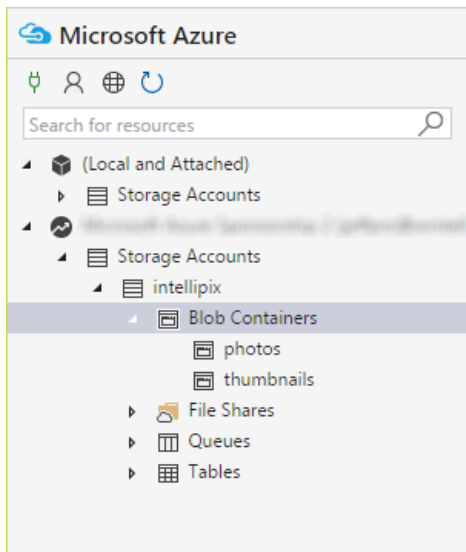 Microsoft Azure
Search for resources
(Local and Attached)
Storage Accounts
Storage Accounts
intellipix
Blob Containers
photos
thumbnails
File Shares
Queues
Tables